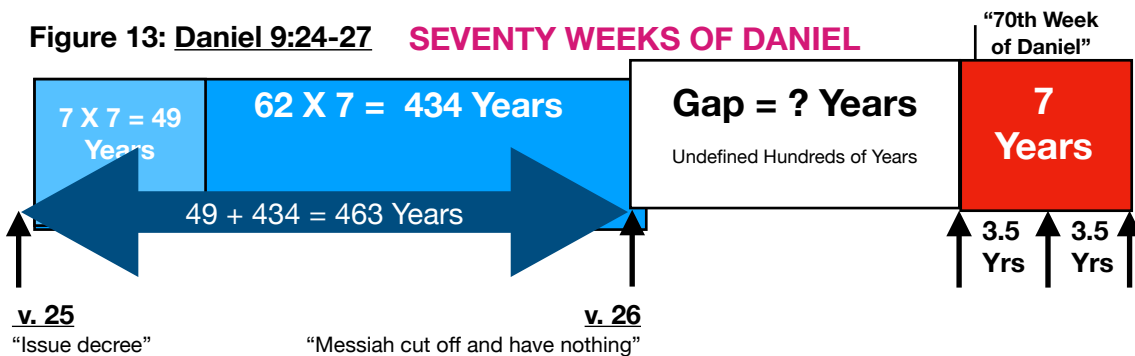 Figure 13: Daniel 9:24-27 SEVENTY WEEKS OF DANIEL
“70th Week
of Daniel”
7 X 7 = 49
Years
62 X 7 = 434 Years
Gap = ? Years
Undefined Hundreds of Years
7
Years
49 + 434 = 463 Years
3.5
Yrs
3.5
Yrs
v. 25
“Issue decree”
v. 26
“Messiah cut off and have nothing”